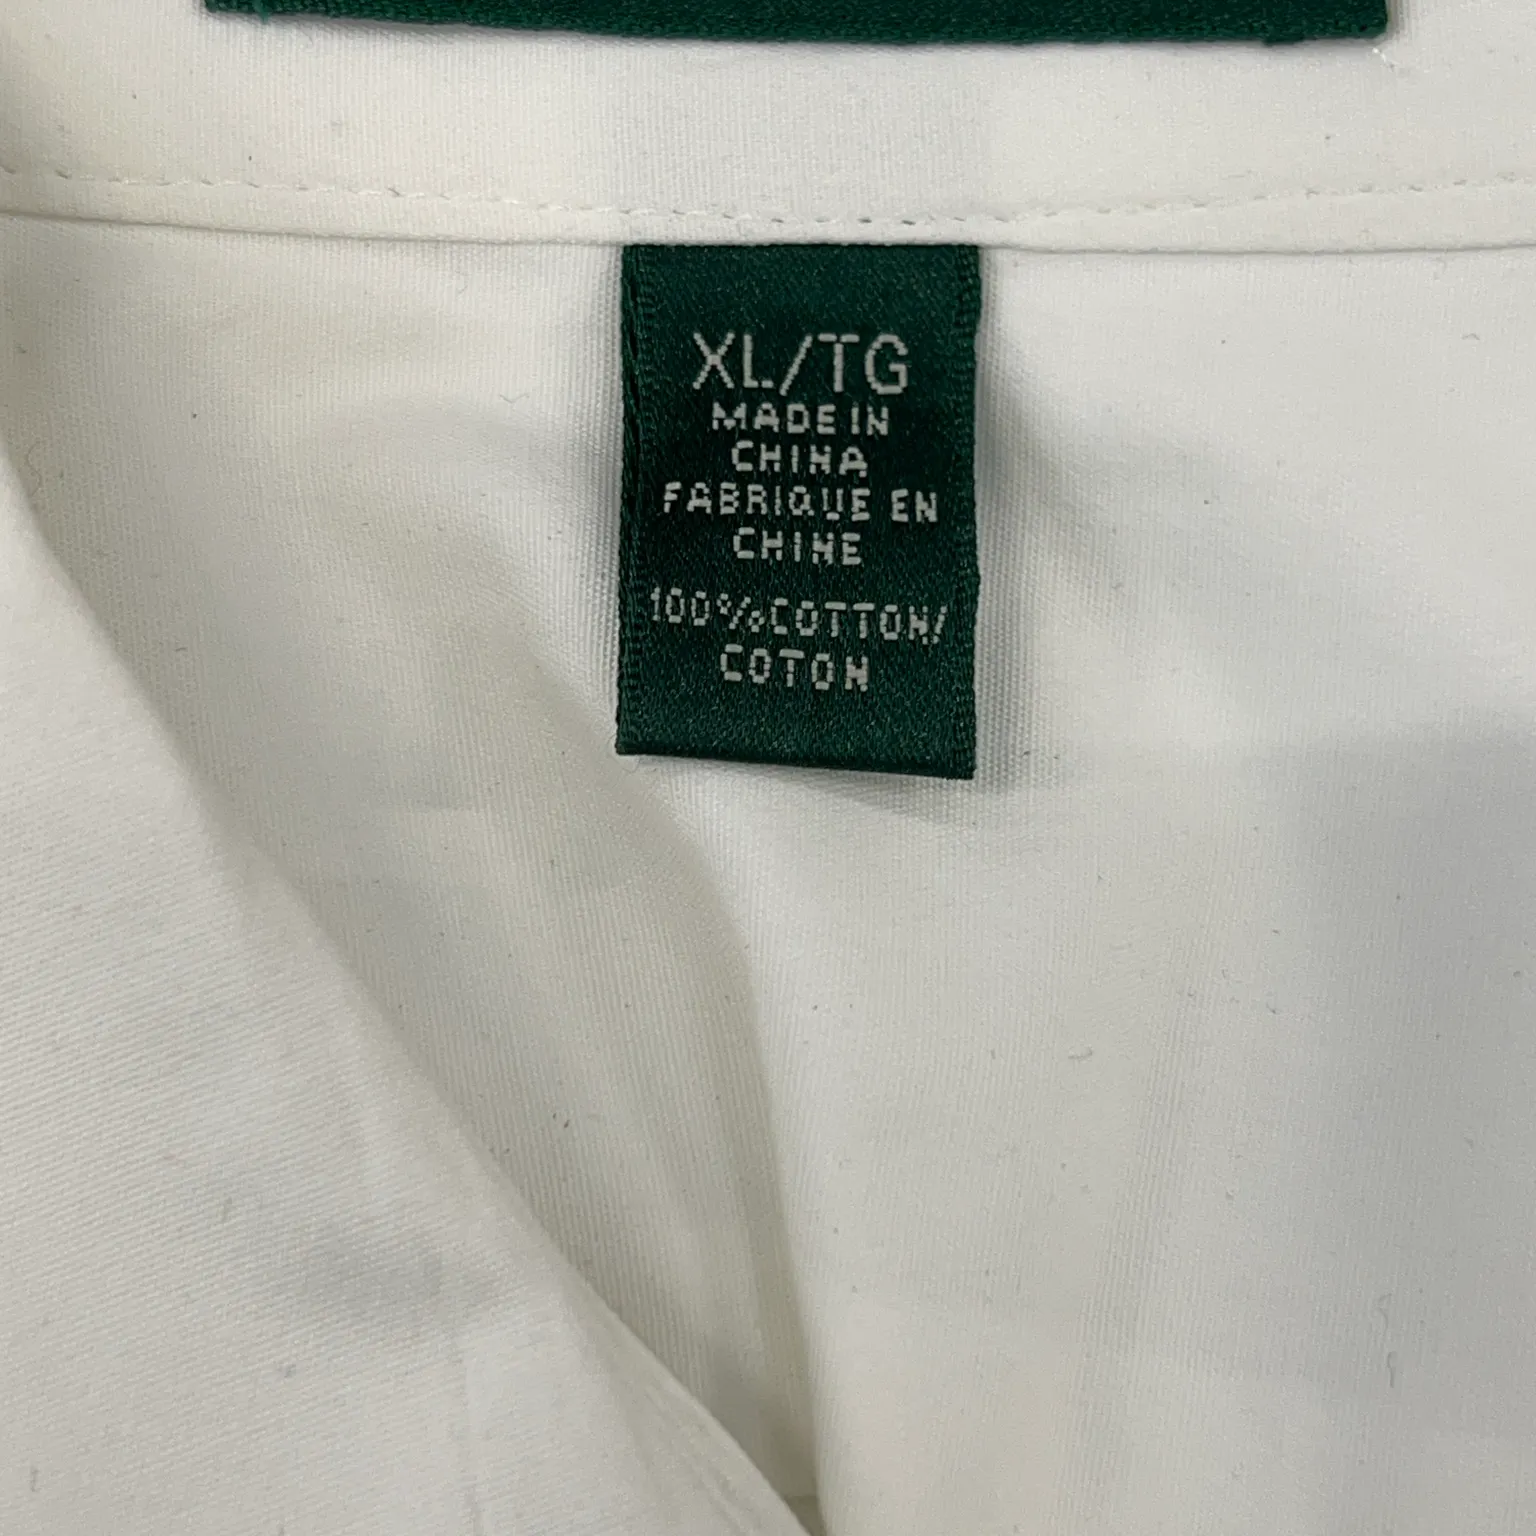 XL/TG
MADE IN
CHINA
FABRIQUE EN
CHINE
100%COTTON/
COTON